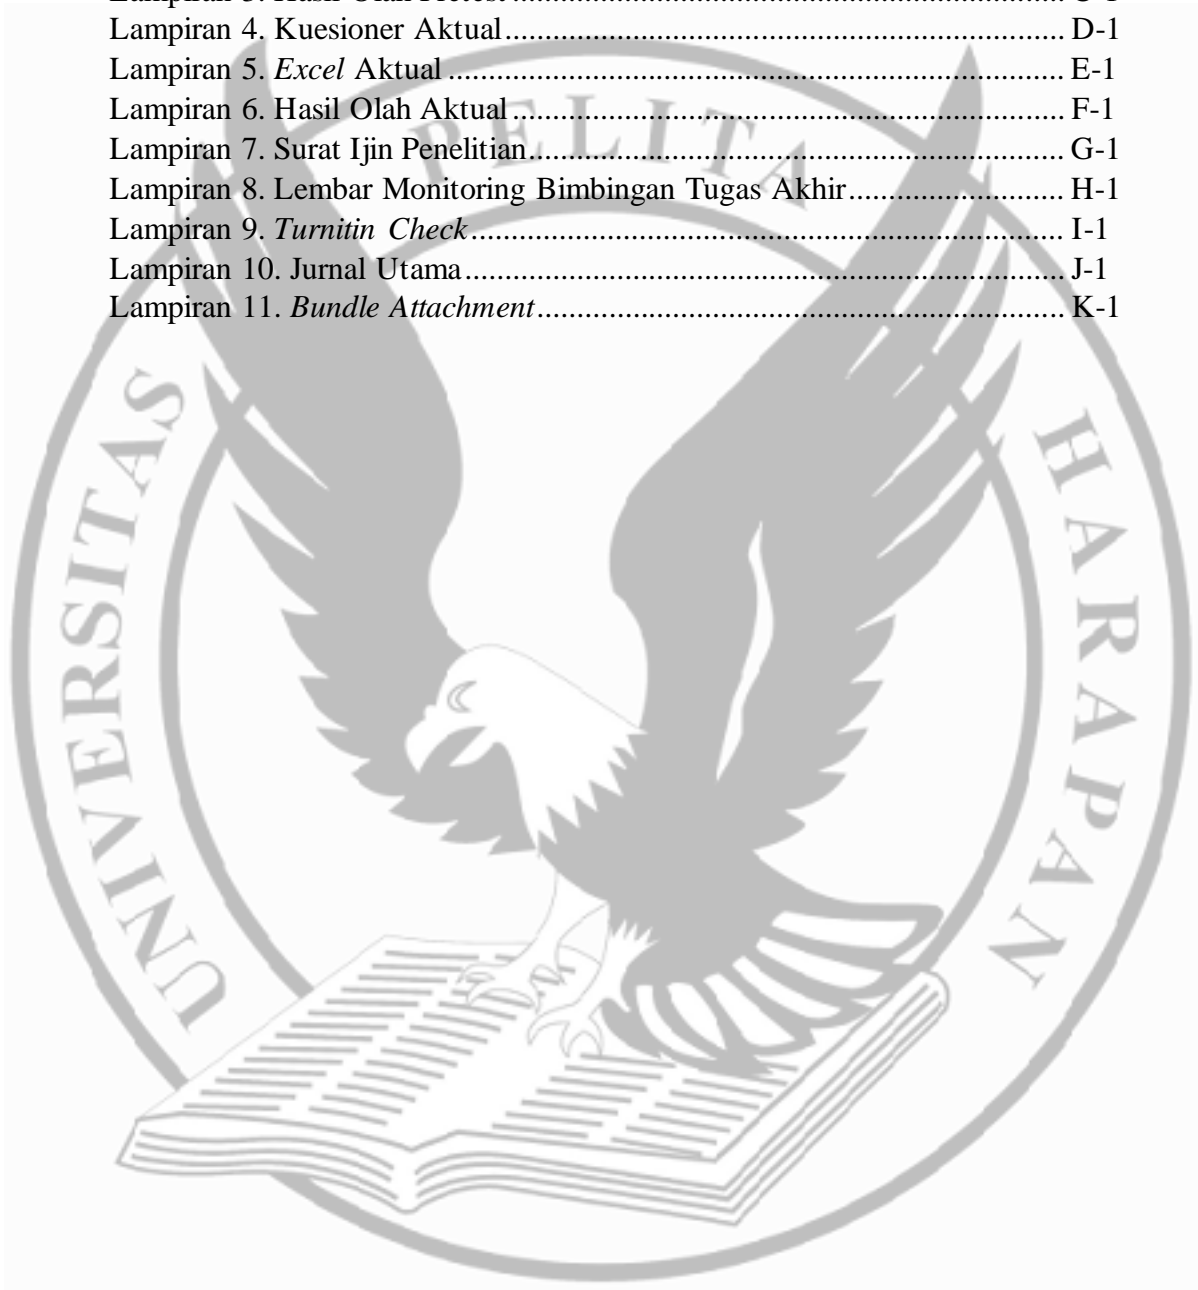 Lampiran 4. Kuesioner Aktual...................................................................... D-1
Lampiran 5. Excel Aktual............................................................................. E-1
Lampiran 6. Hasil Olah Aktual..................................................................... F-1
Lampiran 7. Surat Ijin Penelitian................................................................... G-1
Lampiran 8. Lembar Monitoring Bimbingan Tugas Akhir........................... H-1
Lampiran 9. Turnitin Check.......................................................................... I-1
Lampiran 10. Jurnal Utama........................................................................... J-1
Lampiran 11. Bundle Attachment.................................................................. K-1
UNIVERSITAS PELITA HARAPAN